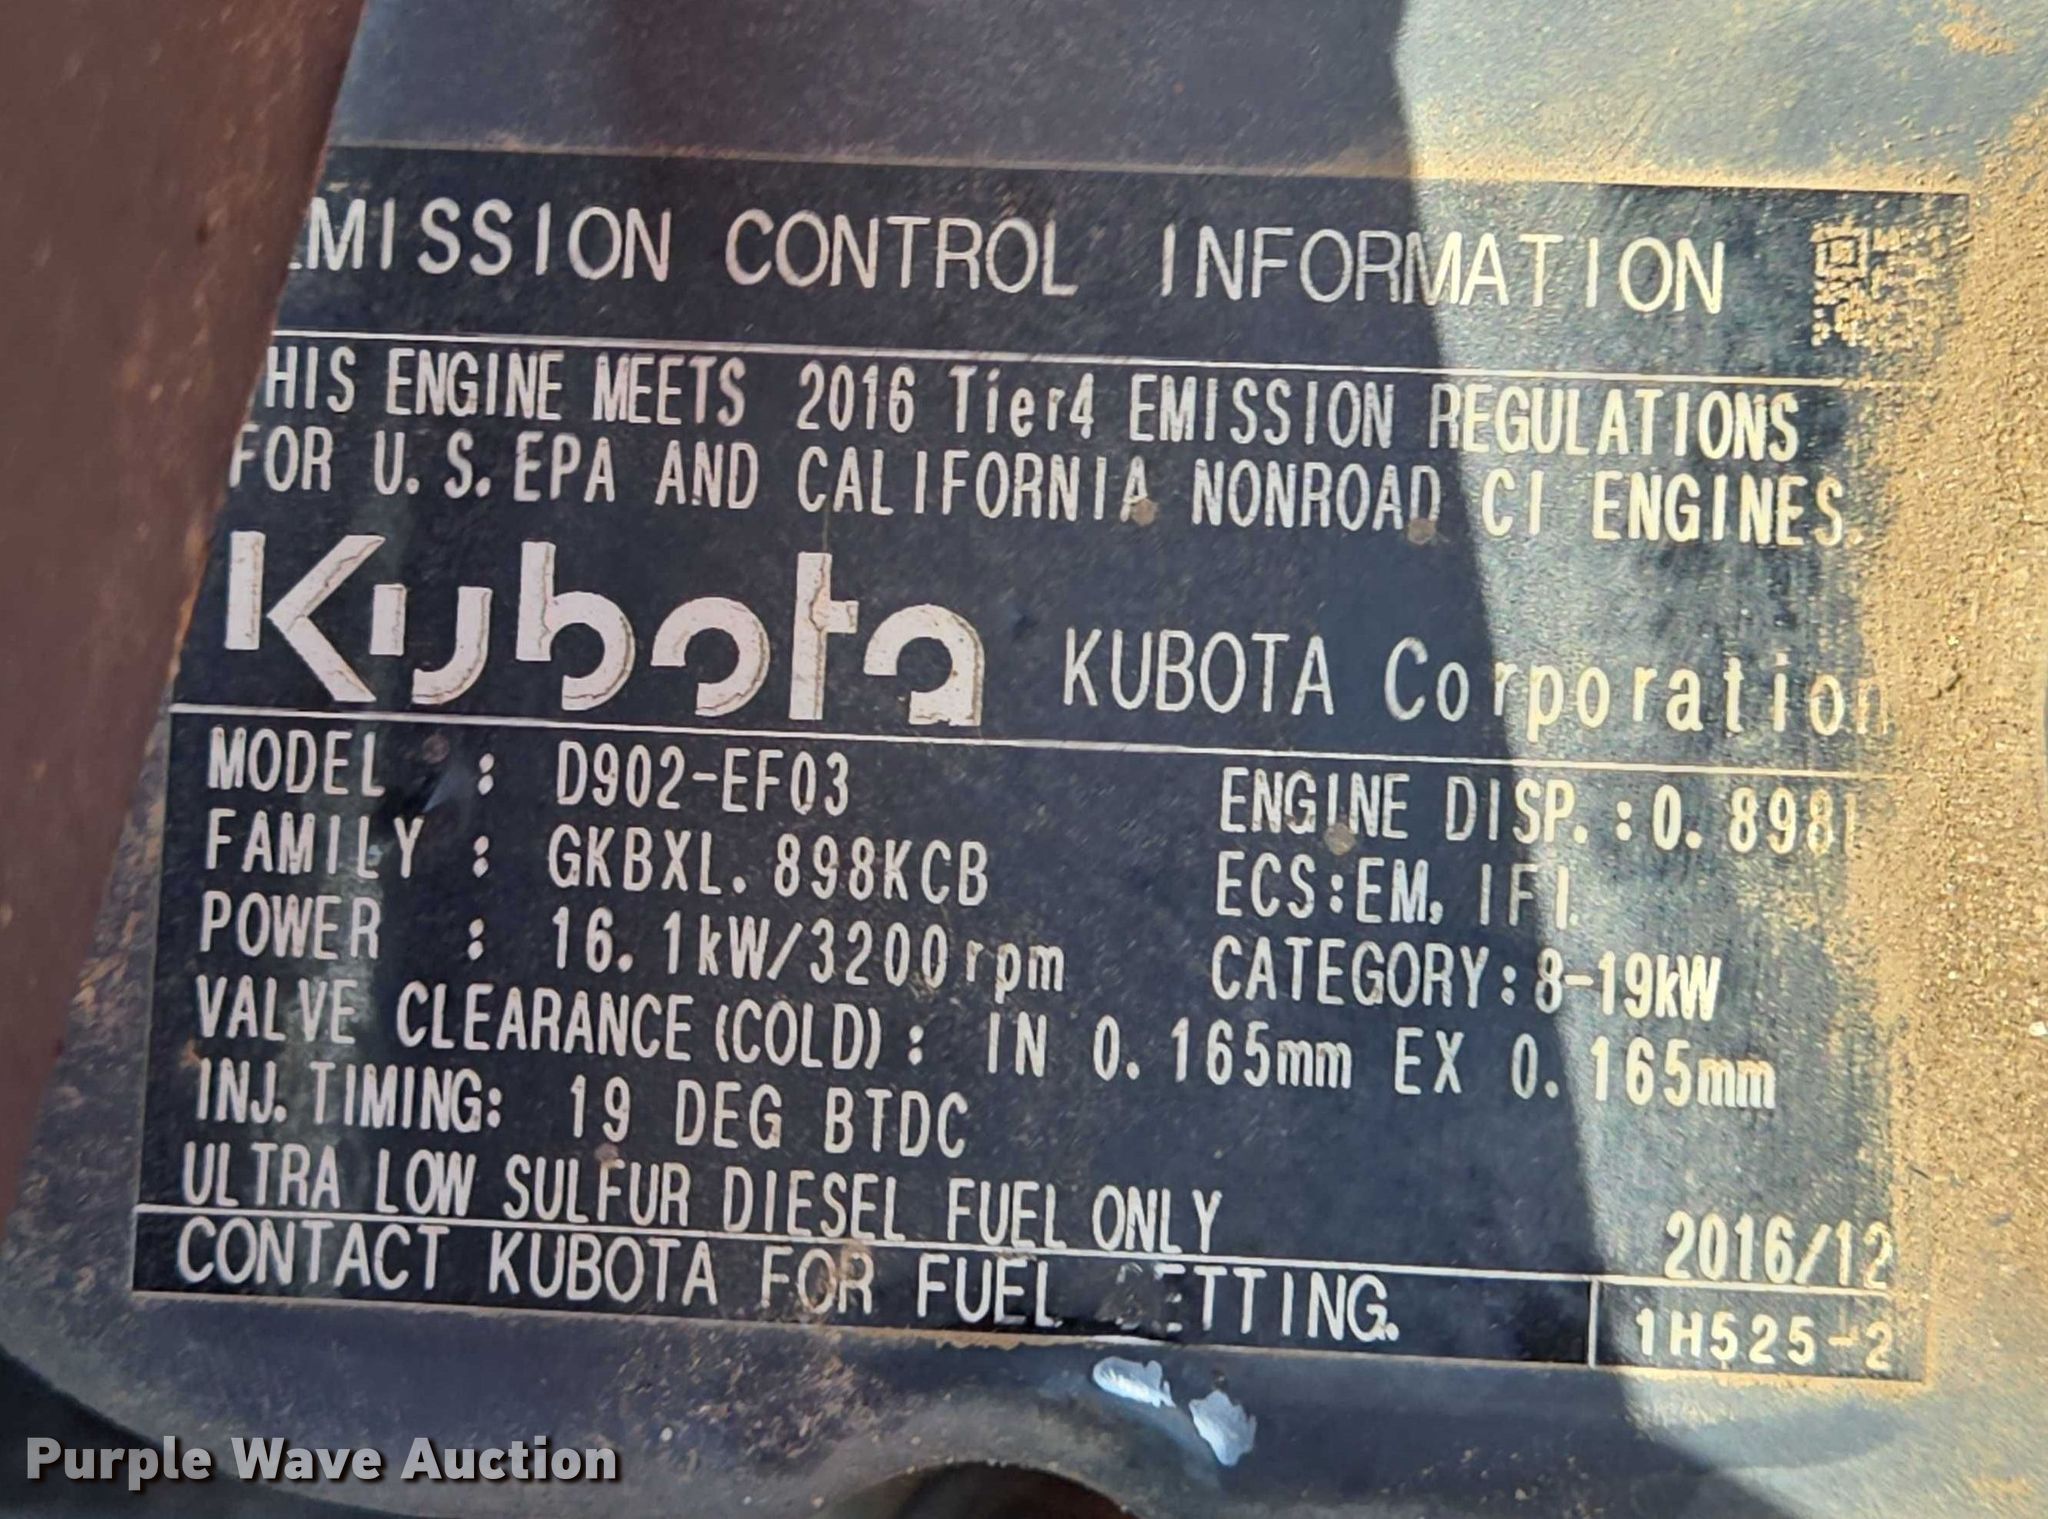 EMISSION CONTROL INFORMATION
THIS ENGINE MEETS 2016 Tier4 EMISSION REGULATIONS
FOR U.S.EPA AND CALIFORNIA NONROAD CI ENGINES.
Kubota KUBOTA Corporation
MODEL : D902-EF03 ENGINE DISP.:0.898L
FAMILY : GKBXL.898KCB ECS:EM, IFI
POWER : 16.1kW/3200rpm CATEGORY:8-19kW
VALVE CLEARANCE(COLD): IN 0.165mm EX 0.165mm
INJ.TIMING: 19 DEG BTDC
ULTRA LOW SULFUR DIESEL FUEL ONLY 2016/12
CONTACT KUBOTA FOR FUEL SETTING. 1H525-2
Purple Wave Auction